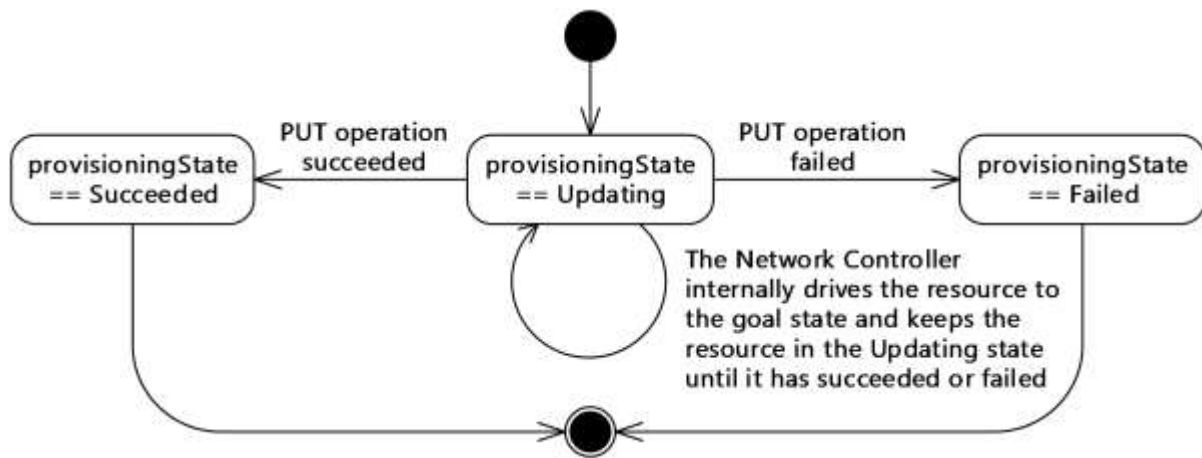 provisioningState
== Succeeded
PUT operation
succeeded
provisioningState
== Updating
PUT operation
failed
provisioningState
== Failed
The Network Controller
internally drives the resource to
the goal state and keeps the
resource in the Updating state
until it has succeeded or failed